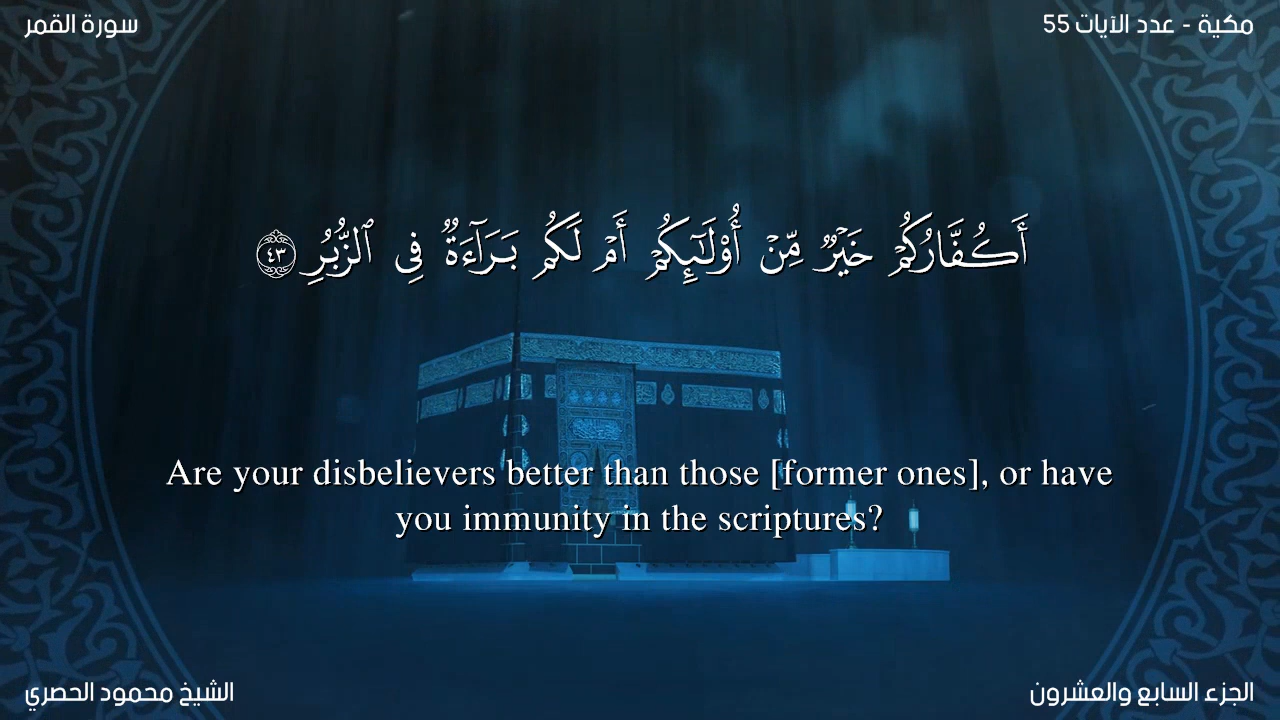 مكية - عدد الآيات 55
سورة القمر
أَكُفَّارُكُمْ خَيْرٌ مِّنْ أُو۟لَٰٓئِكُمْ أَمْ لَكُم بَرَآءَةٌ فِى ٱلزُّبُرِ ٤٣
Are your disbelievers better than those [former ones], or have
you immunity in the scriptures?
الجزء السابع والعشرون
الشيخ محمود الحصري